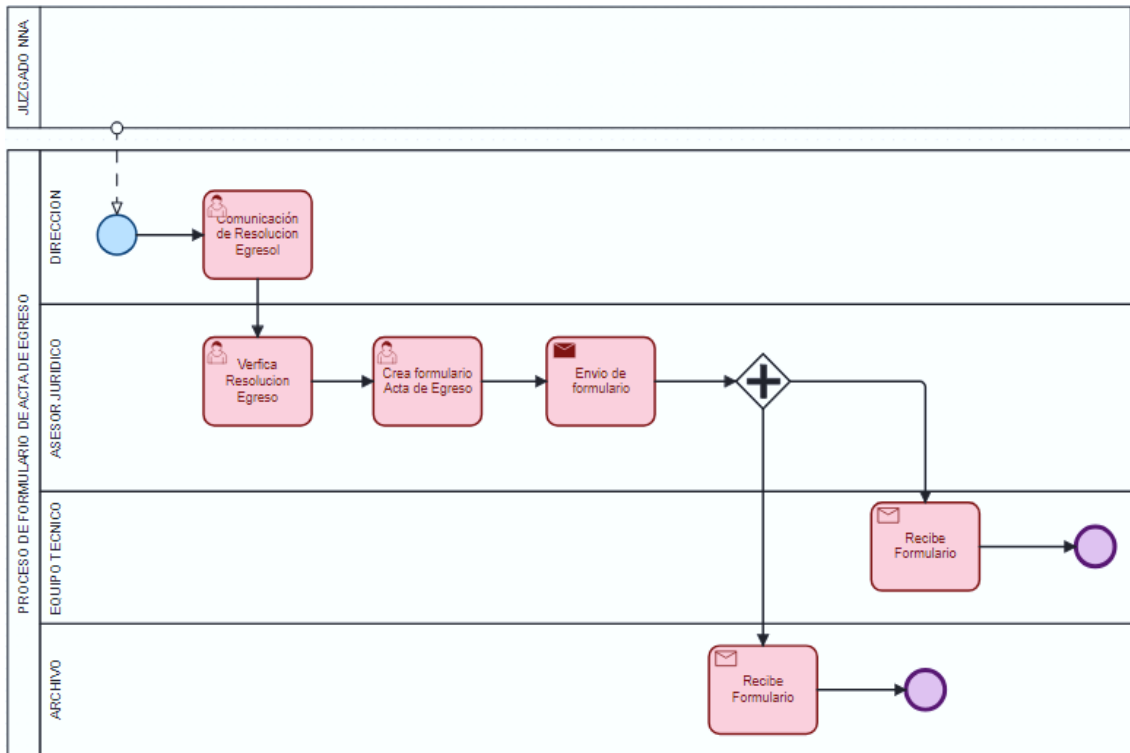 JUZGADO NNA
PROCESO DE FORMULARIO DE ACTA DE EGRESO
DIRECCION
Comunicación
de Resolucion
Egresol
ASESOR JURIDICO
Verfica
Resolucion
Egreso
Crea formulario
Acta de Egreso
Envio de
formulario
EQUIPO TECNICO
Recibe
Formulario
ARCHIVO
Recibe
Formulario